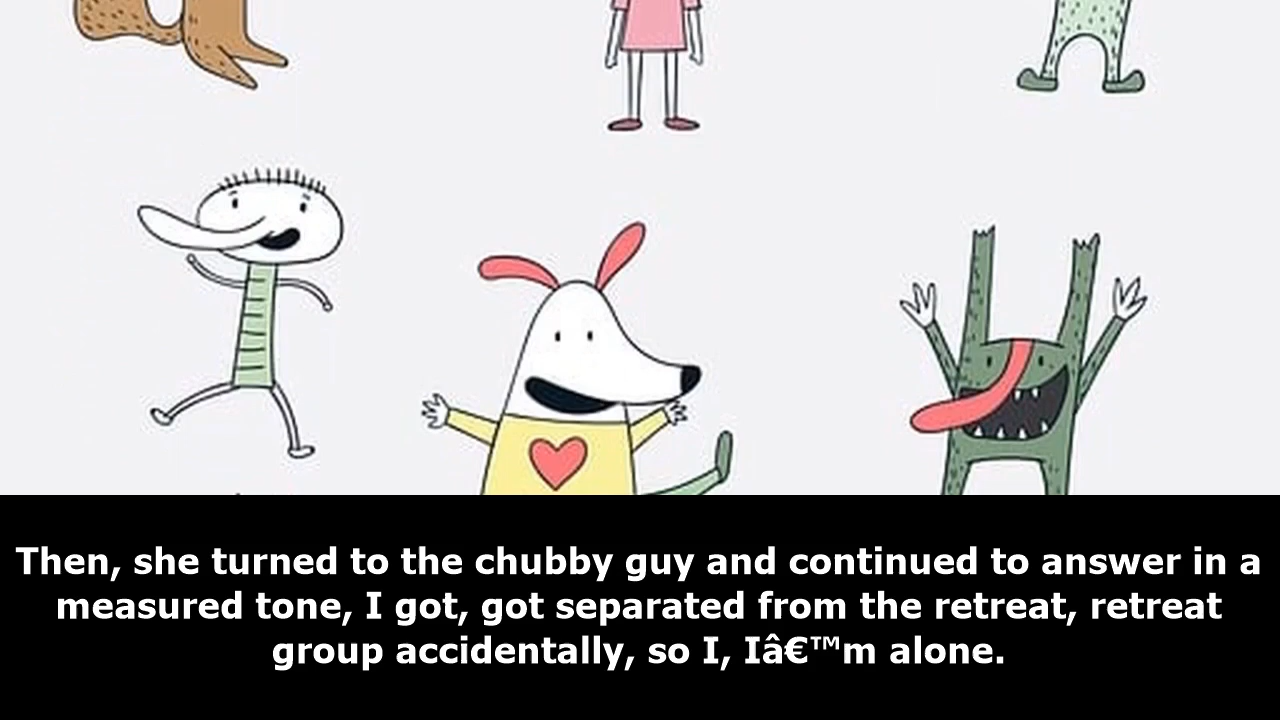 Then, she turned to the chubby guy and continued to answer in a
measured tone, I got, got separated from the retreat, retreat
group accidentally, so I, Iâ€™m alone.